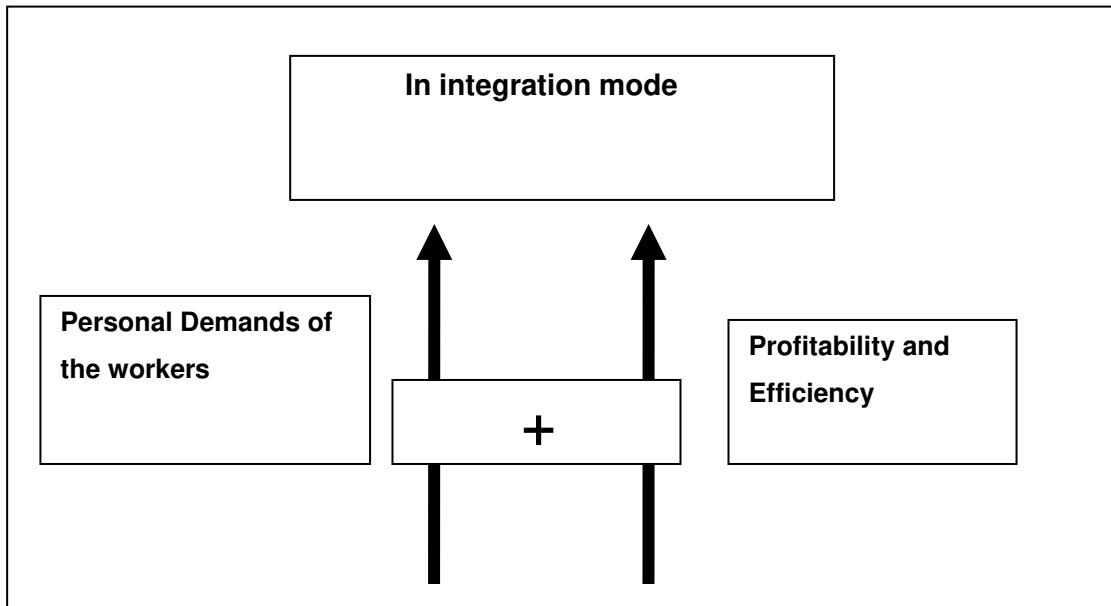 In integration mode
Personal Demands of
the workers
+
Profitability and
Efficiency